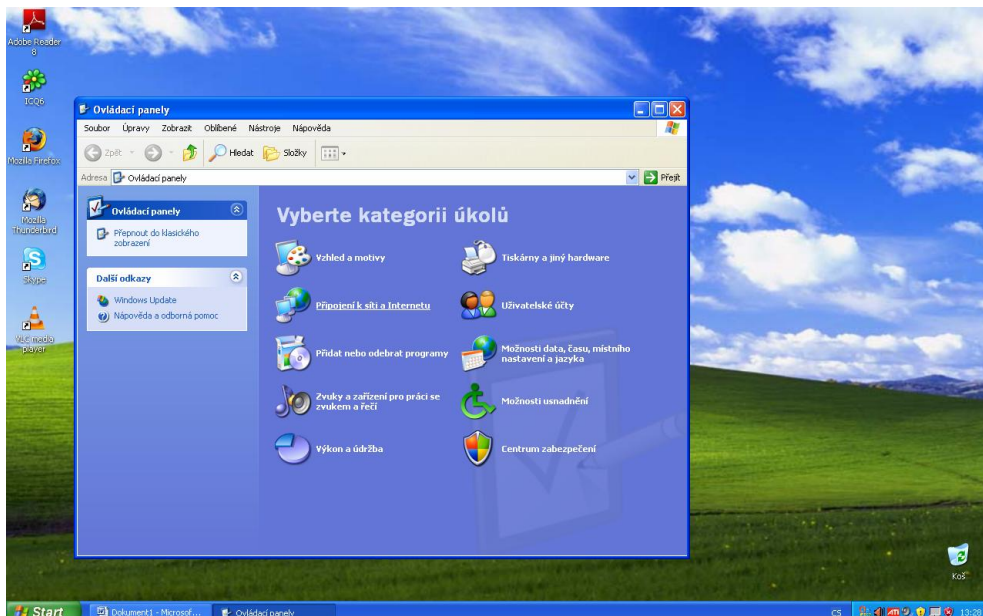 Adobe Reader
8
ICQ6
Mozilla Firefox
Mozilla
Thunderbird
Skype
VLC media
player
Ovládací panely
Soubor Úpravy Zobrazit Oblíbené Nástroje Nápověda
Zpět Hledat Složky
Adresa Ovládací panely Přejít
Ovládací panely
Přepnout do klasického
zobrazení
Další odkazy
Windows Update
Nápověda a odborná pomoc
Vyberte kategorii úkolů
Vzhled a motivy
Tiskárny a jiný hardware
Připojení k síti a Internetu
Uživatelské účty
Přidat nebo odebrat programy
Možnosti data, času, místního
nastavení a jazyka
Zvuky a zařízení pro práci se
zvukem a řečí
Možnosti usnadnění
Výkon a údržba
Centrum zabezpečení
Koš
Start Dokument1 - Microsof... Ovládací panely CS 13:28